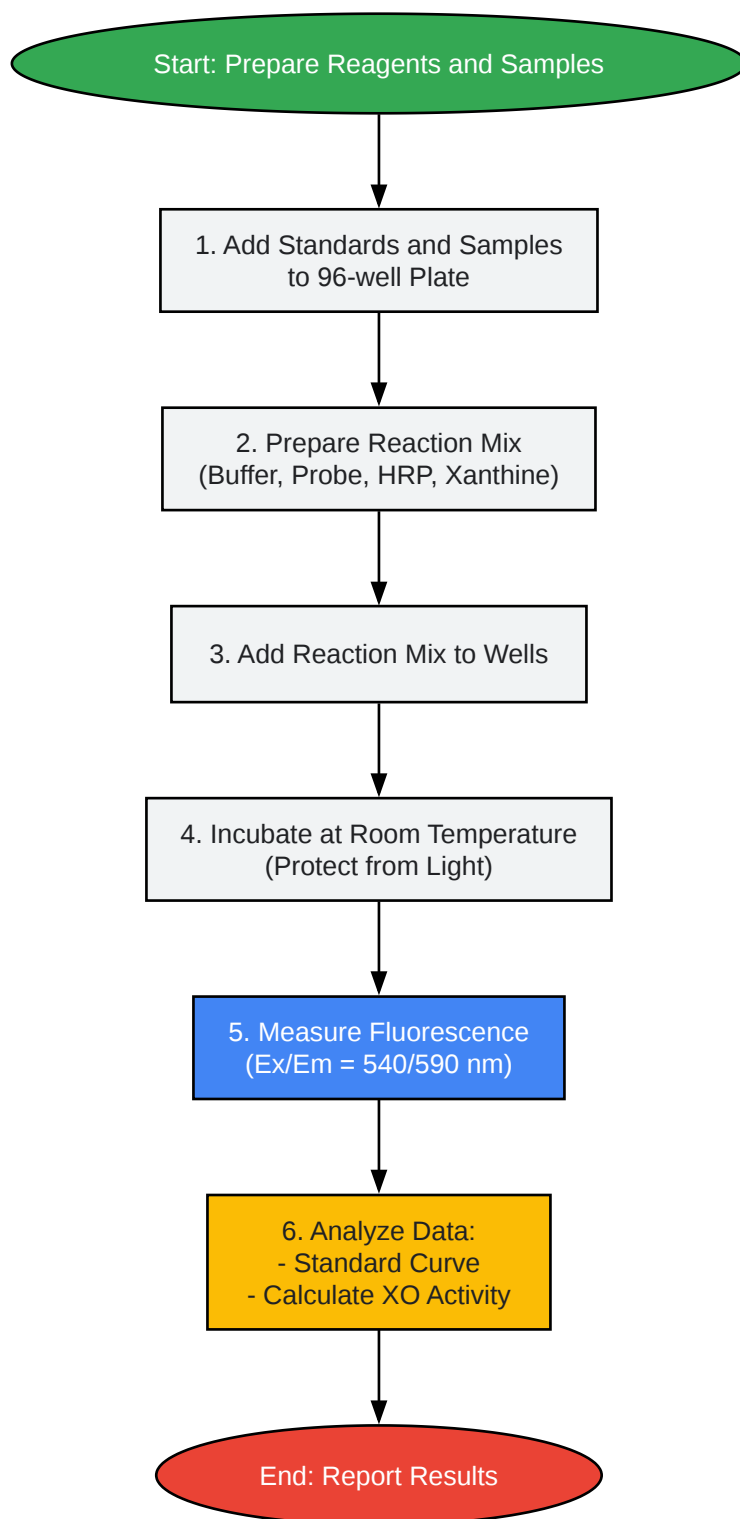 Start: Prepare Reagents and Samples
1. Add Standards and Samples
to 96-well Plate
2. Prepare Reaction Mix
(Buffer, Probe, HRP, Xanthine)
3. Add Reaction Mix to Wells
4. Incubate at Room Temperature
(Protect from Light)
5. Measure Fluorescence
(Ex/Em = 540/590 nm)
6. Analyze Data:
- Standard Curve
- Calculate XO Activity
End: Report Results